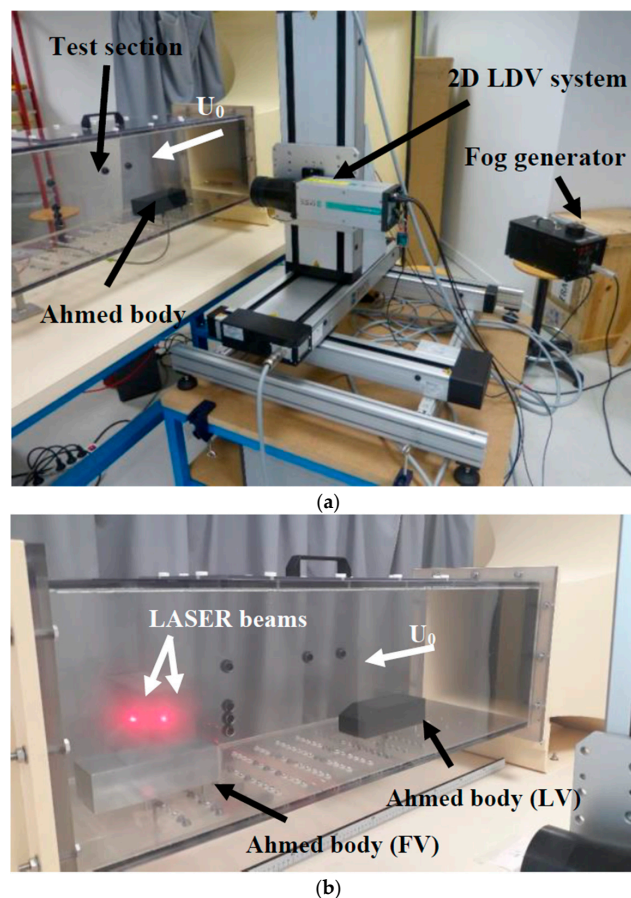 Test section
U0
2D LDV system
Fog generator
Ahmed body
(a)
LASER beams
U0
Ahmed body (LV)
Ahmed body (FV)
(b)